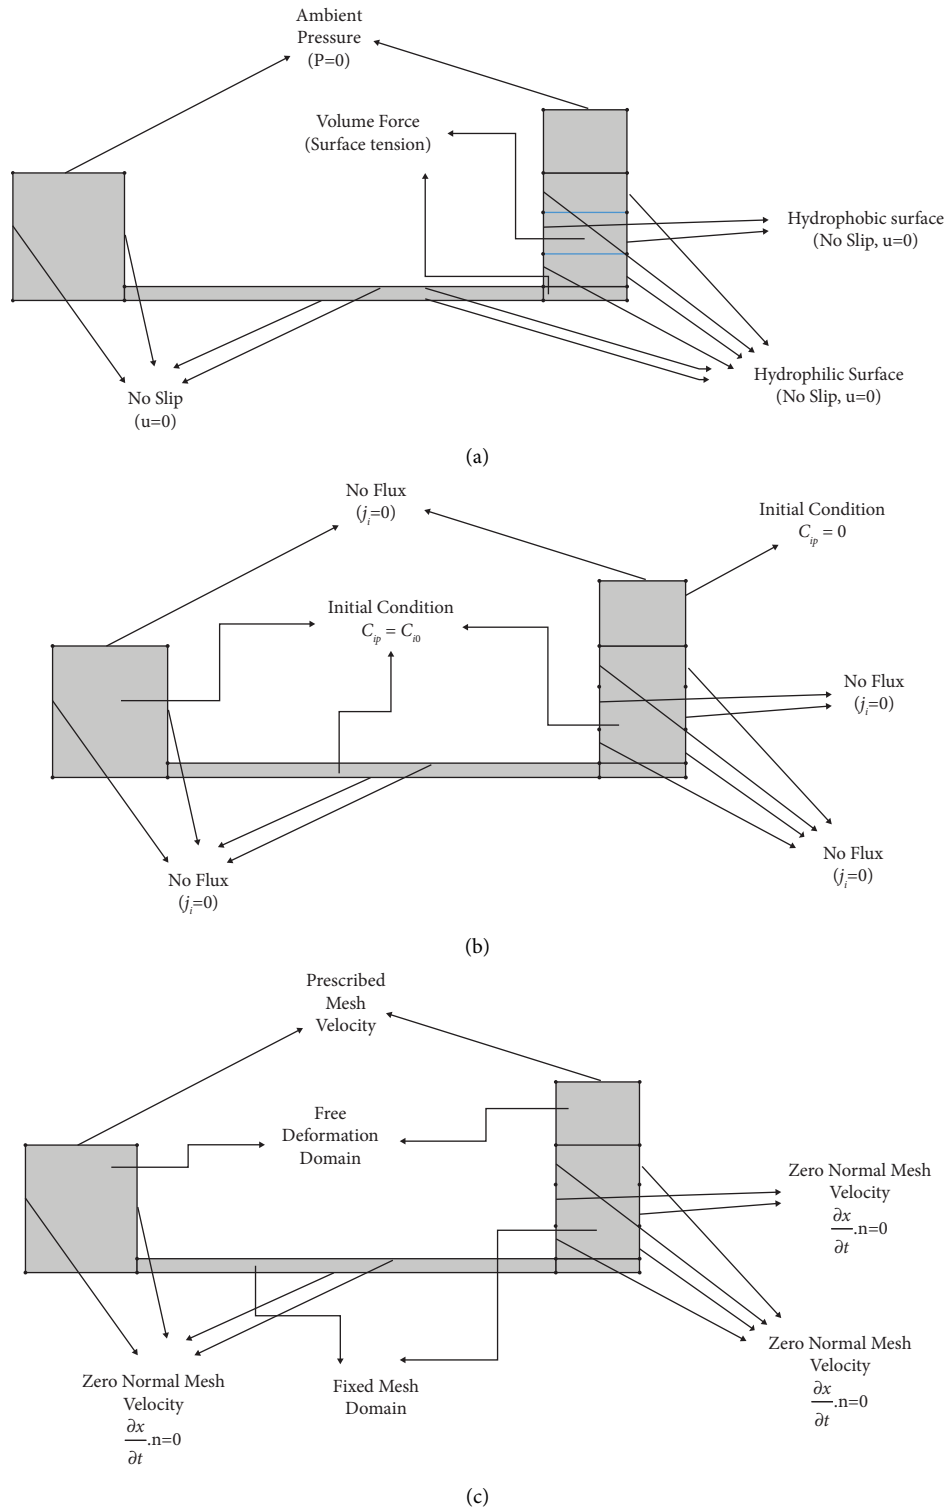 Ambient
Pressure
(P=0)
Volume Force
(Surface tension)
Hydrophobic surface
(No Slip, u=0)
Hydrophilic Surface
(No Slip, u=0)
No Slip
(u=0)
(a)
No Flux
(j_i=0)
Initial Condition
C_ip = 0
Initial Condition
C_ip = C_i0
No Flux
(j_i=0)
No Flux
(j_i=0)
No Flux
(j_i=0)
(b)
Prescribed
Mesh
Velocity
Free
Deformation
Domain
Zero Normal Mesh
Velocity
∂x/∂t .n=0
Zero Normal Mesh
Velocity
∂x/∂t .n=0
Zero Normal Mesh
Velocity
∂x/∂t .n=0
Fixed Mesh
Domain
(c)